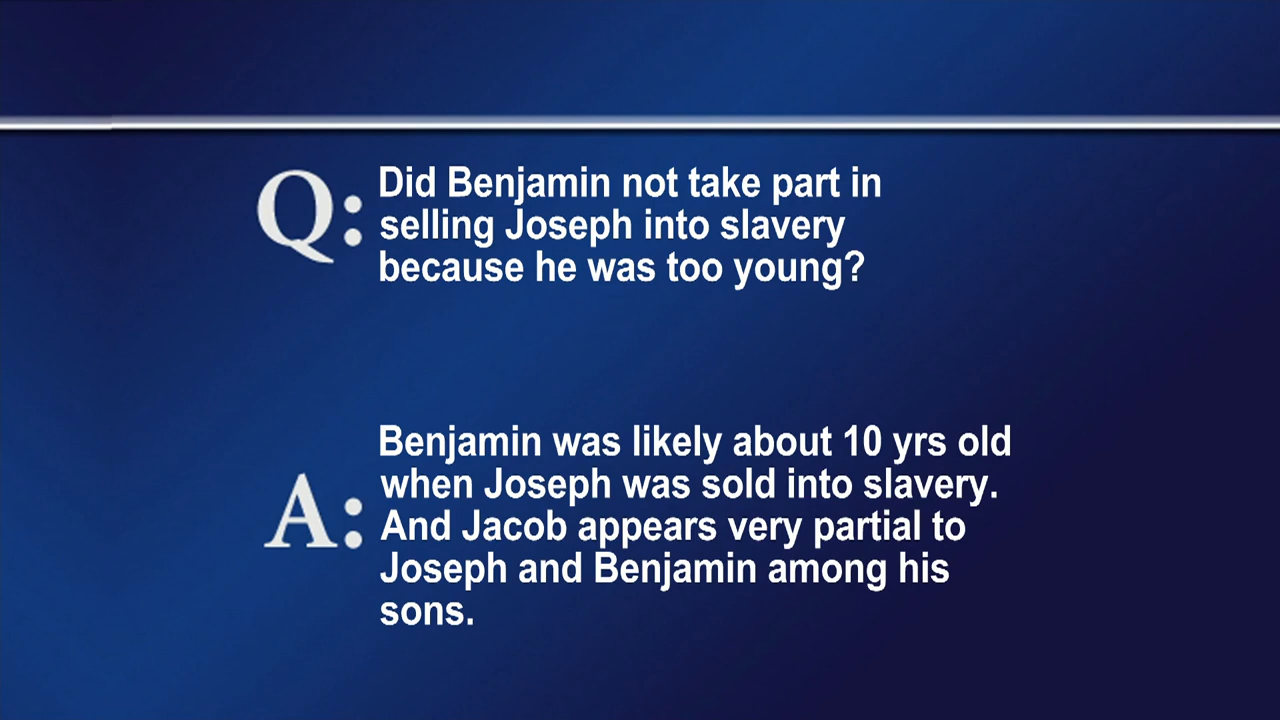 Q: Did Benjamin not take part in
selling Joseph into slavery
because he was too young?
A: Benjamin was likely about 10 yrs old
when Joseph was sold into slavery.
And Jacob appears very partial to
Joseph and Benjamin among his
sons.